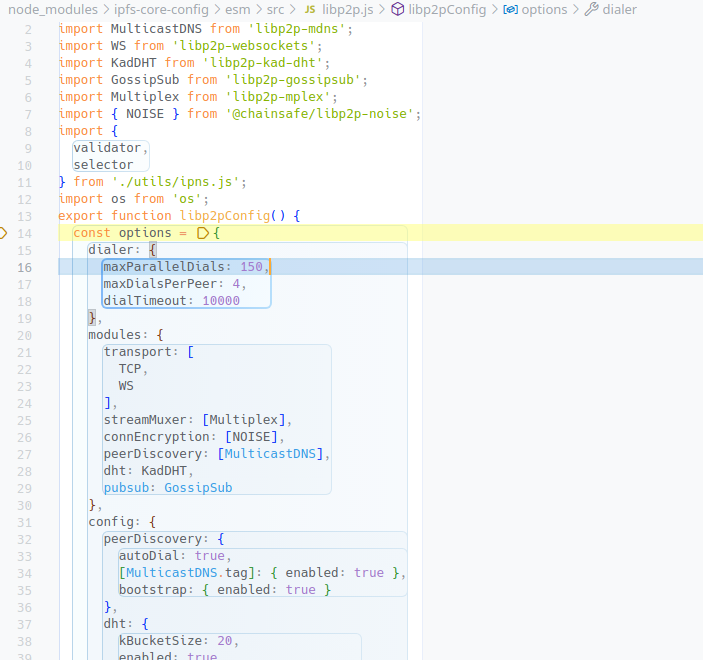 node_modules > ipfs-core-config > esm > src > JS libp2p.js > libp2pConfig > options > dialer
2 import MulticastDNS from 'libp2p-mdns';
3 import WS from 'libp2p-websockets';
4 import KadDHT from 'libp2p-kad-dht';
5 import GossipSub from 'libp2p-gossipsub';
6 import Multiplex from 'libp2p-mplex';
7 import { NOISE } from '@chainsafe/libp2p-noise';
8 import {
9   validator,
10   selector
11 } from './utils/ipns.js';
12 import os from 'os';
13 export function libp2pConfig() {
14   const options = {
15     dialer: {
16       maxParallelDials: 150,
17       maxDialsPerPeer: 4,
18       dialTimeout: 10000
19     },
20     modules: {
21       transport: [
22         TCP,
23         WS
24       ],
25       streamMuxer: [Multiplex],
26       connEncryption: [NOISE],
27       peerDiscovery: [MulticastDNS],
28       dht: KadDHT,
29       pubsub: GossipSub
30     },
31     config: {
32       peerDiscovery: {
33         autoDial: true,
34         [MulticastDNS.tag]: { enabled: true },
35         bootstrap: { enabled: true }
36       },
37       dht: {
38         kBucketSize: 20,
39         enabled: true